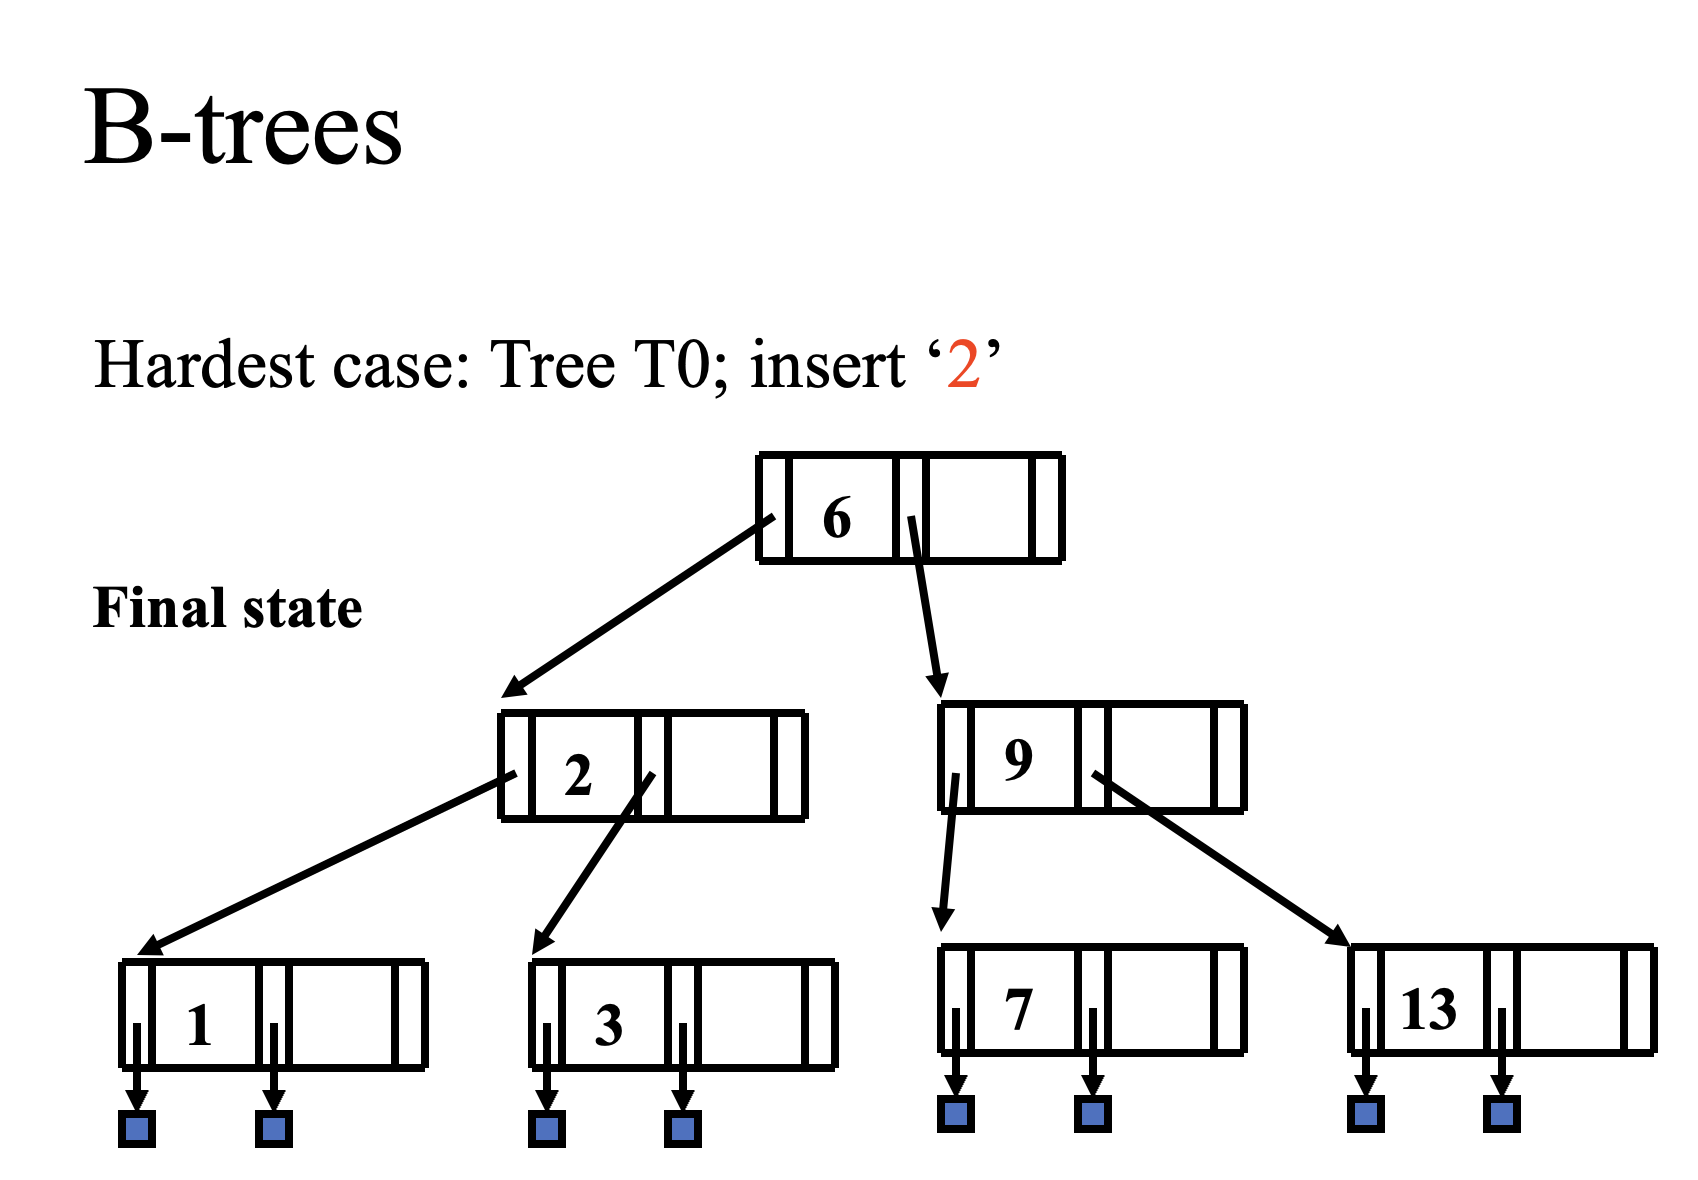 B-trees
Hardest case: Tree T0; insert ‘2’
6
Final state
2
9
1
3
7
13